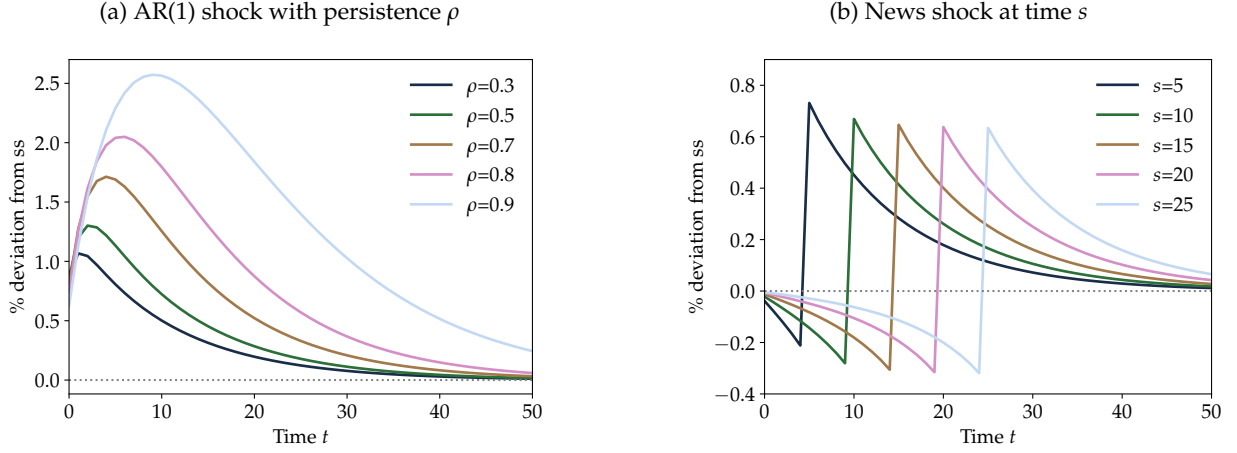 (a) AR(1) shock with persistence ρ
% deviation from ss
2.5
2.0
1.5
1.0
0.5
0.0
ρ=0.3
ρ=0.5
ρ=0.7
ρ=0.8
ρ=0.9
0 10 20 30 40 50
Time t
(b) News shock at time s
% deviation from ss
0.8
0.6
0.4
0.2
0.0
−0.2
−0.4
s=5
s=10
s=15
s=20
s=25
0 10 20 30 40 50
Time t